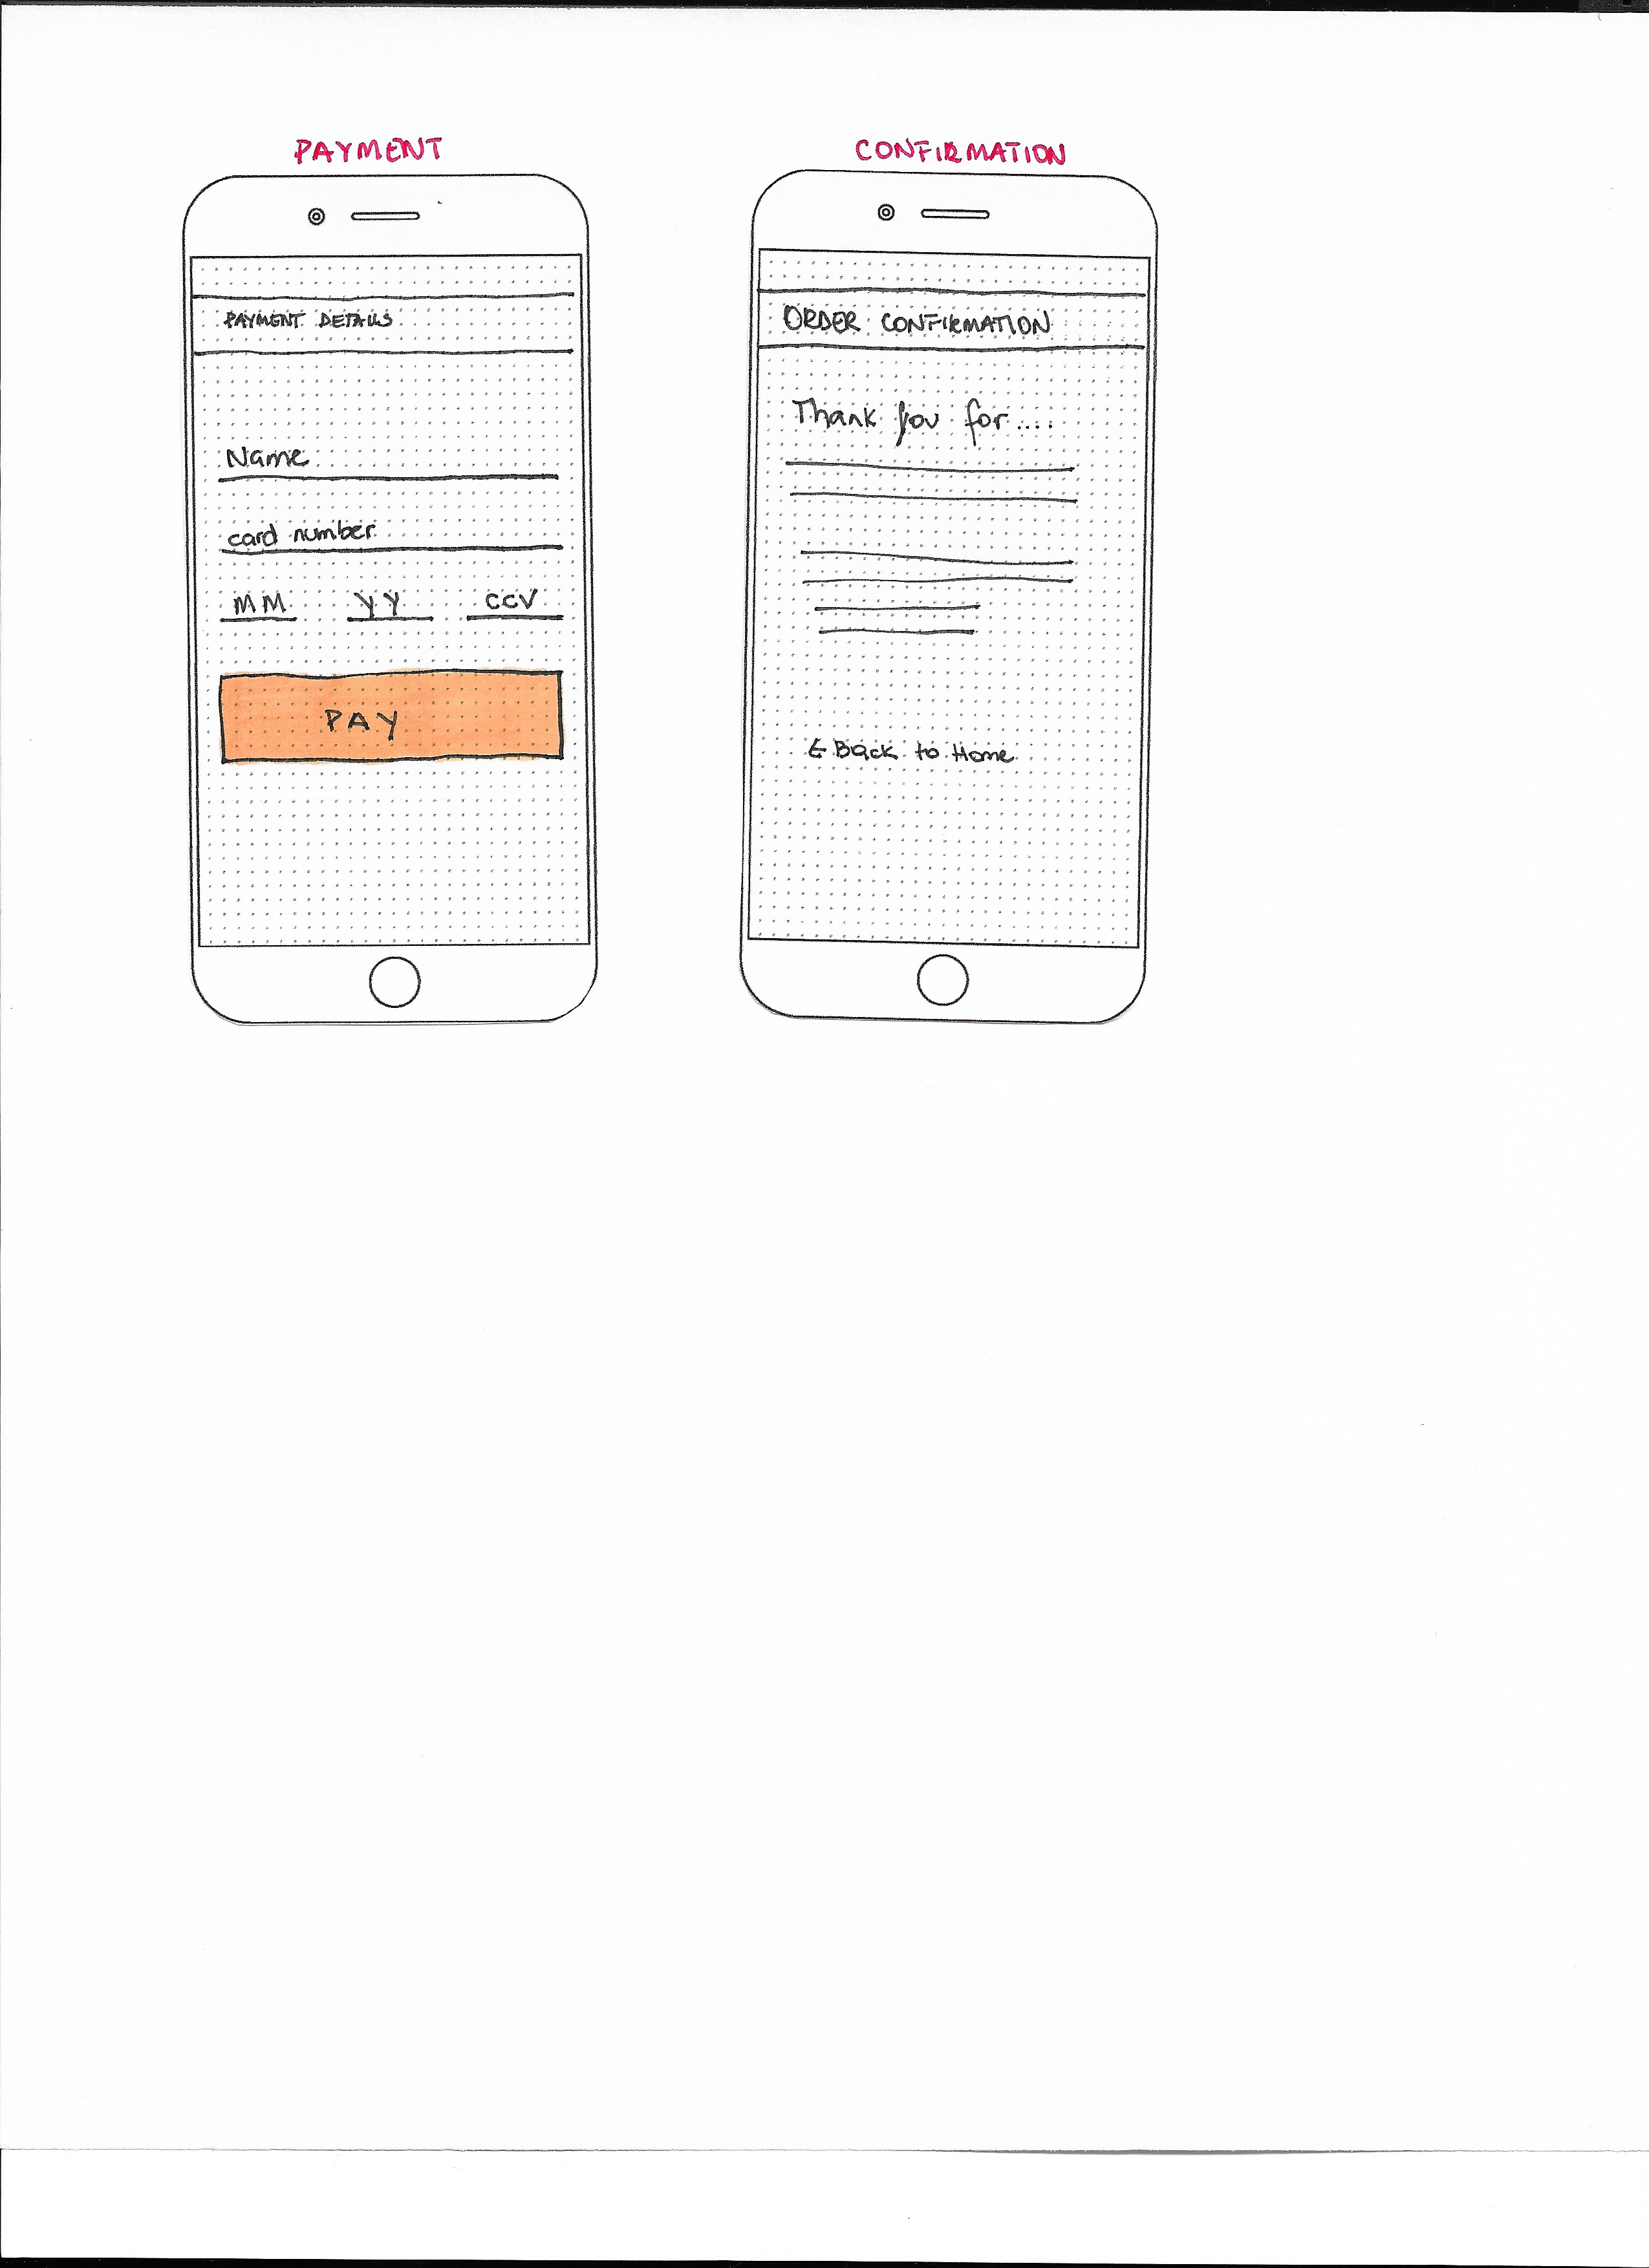 PAYMENT
PAYMENT DETAILS
Name
card number
MM YY CCV
PAY
CONFIRMATION
ORDER CONFIRMATION
Thank you for....
← Back to Home